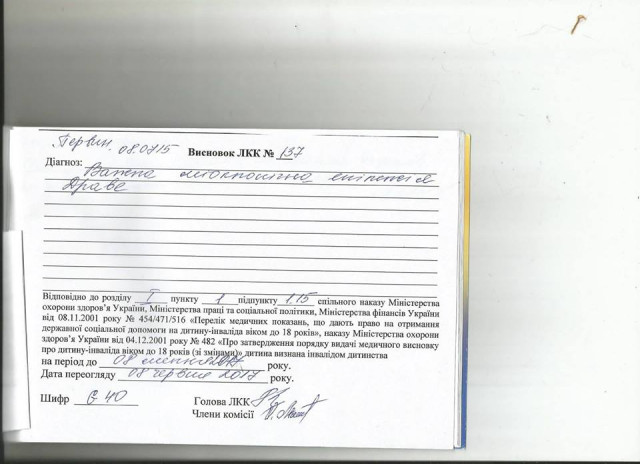 Первин. 08.0715 Висновок ЛКК № 137
Діагноз: Важка міоклонічна епілепсія
Драве
Відповідно до розділу I пункту 1 підпункту 1.15 спільного наказу Міністерства
охорони здоров'я України, Міністерства праці та соціальної політики, Міністерства фінансів України
від 08.11.2001 року № 454/471/516 «Перелік медичних показань, що дають право на отримання
державної соціальної допомоги на дитину-інваліда віком до 18 років», наказу Міністерства охорони
здоров'я України від 04.12.2001 року № 482 «Про затвердження порядку видачі медичного висновку
про дитину-інваліда віком до 18 років (зі змінами)» дитина визнана інвалідом дитинства
на період до 08 липня 2017 року.
Дата переогляду 08 червня 2017 року.
Шифр G 40 Голова ЛКК
Члени комісії